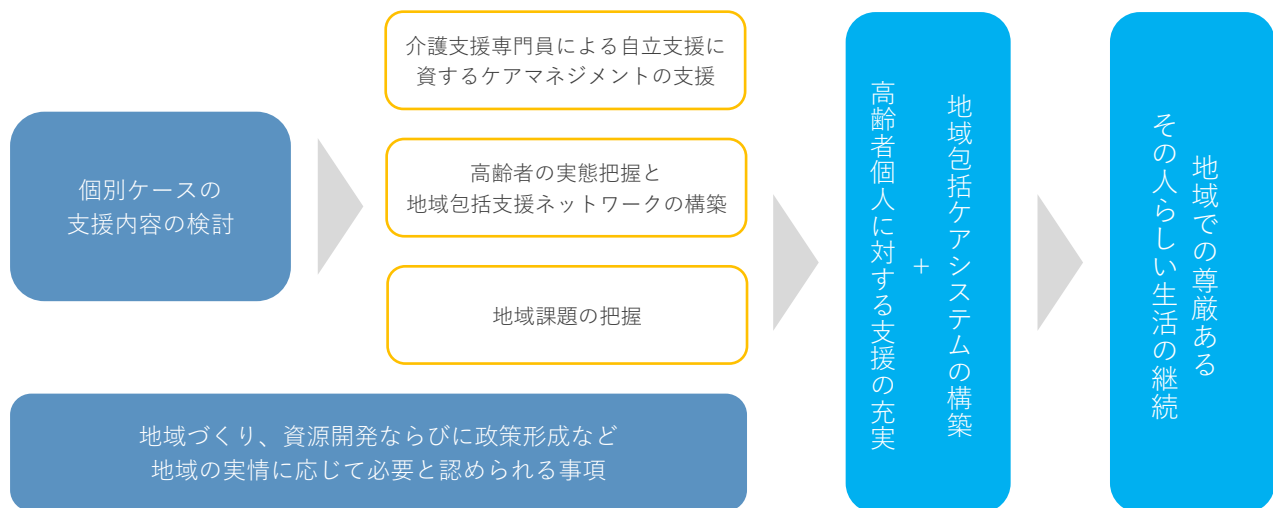 個別ケースの
支援内容の検討
介護支援専門員による自立支援に
資するケアマネジメントの支援
高齢者の実態把握と
地域包括支援ネットワークの構築
地域課題の把握
地域づくり、資源開発ならびに政策形成など
地域の実情に応じて必要と認められる事項
地域包括ケアシステムの構築
+
高齢者個人に対する支援の充実
地域での尊厳ある
その人らしい生活の継続